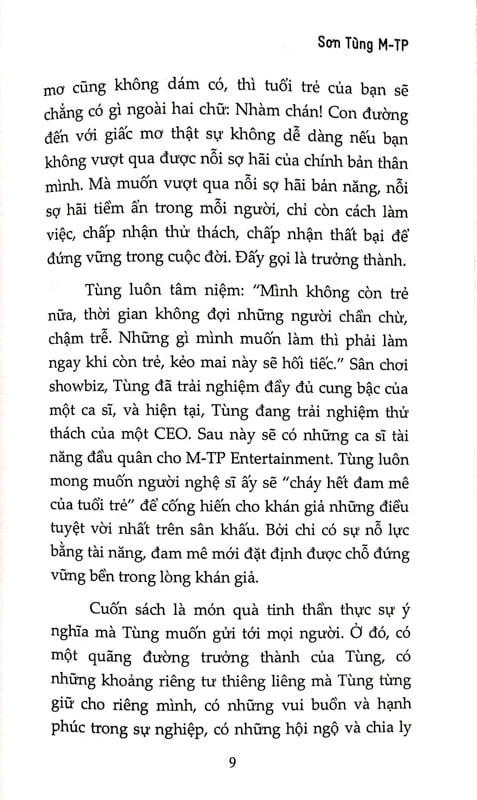 Sơn Tùng M-TP
mơ cũng không dám có, thì tuổi trẻ của bạn sẽ
chẳng có gì ngoài hai chữ: Nhàm chán! Con đường
đến với giấc mơ thật sự không dễ dàng nếu bạn
không vượt qua được nỗi sợ hãi của chính bản thân
mình. Mà muốn vượt qua nỗi sợ hãi bản năng, nỗi
sợ hãi tiềm ẩn trong mỗi người, chỉ còn cách làm
việc, chấp nhận thử thách, chấp nhận thất bại để
đứng vững trong cuộc đời. Đấy gọi là trưởng thành.
Tùng luôn tâm niệm: “Mình không còn trẻ
nữa, thời gian không đợi những người chần chừ,
chậm trễ. Những gì mình muốn làm thì phải làm
ngay khi còn trẻ, kẻo mai này sẽ hối tiếc.” Sân chơi
showbiz, Tùng đã trải nghiệm đầy đủ cung bậc của
một ca sĩ, và hiện tại, Tùng đang trải nghiệm thử
thách của một CEO. Sau này sẽ có những ca sĩ tài
năng đầu quân cho M-TP Entertainment. Tùng luôn
mong muốn người nghệ sĩ ấy sẽ “cháy hết đam mê
của tuổi trẻ” để cống hiến cho khán giả những điều
tuyệt vời nhất trên sân khấu. Bởi chỉ có sự nỗ lực
bằng tài năng, đam mê mới đặt định được chỗ đứng
vững bền trong lòng khán giả.
Cuốn sách là món quà tinh thần thực sự ý
nghĩa mà Tùng muốn gửi tới mọi người. Ở đó, có
một quãng đường trưởng thành của Tùng, có
những khoảng riêng tư thiêng liêng mà Tùng từng
giữ cho riêng mình, có những vui buồn và hạnh
phúc trong sự nghiệp, có những hội ngộ và chia ly
9